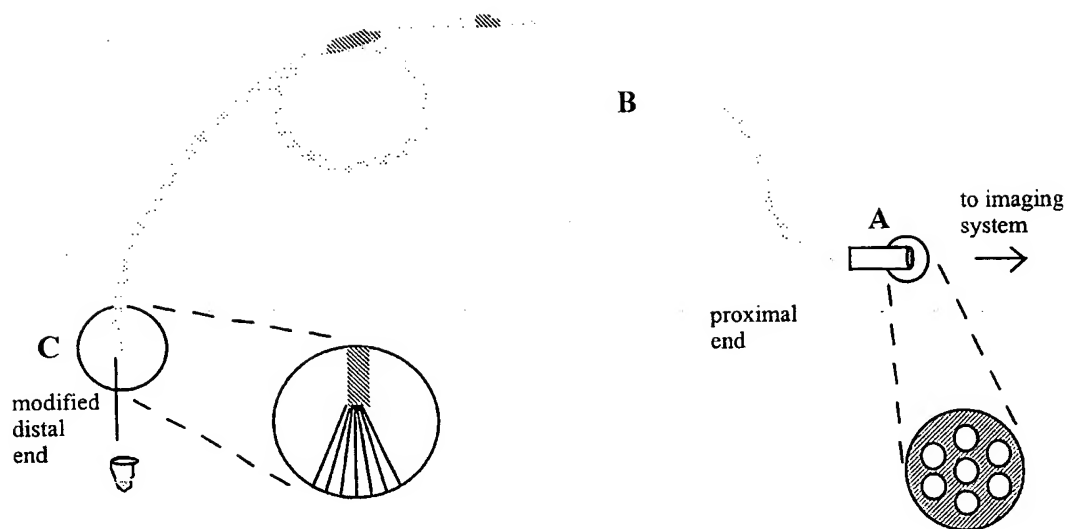 B
A
to imaging
system
proximal
end
C
modified
distal
end